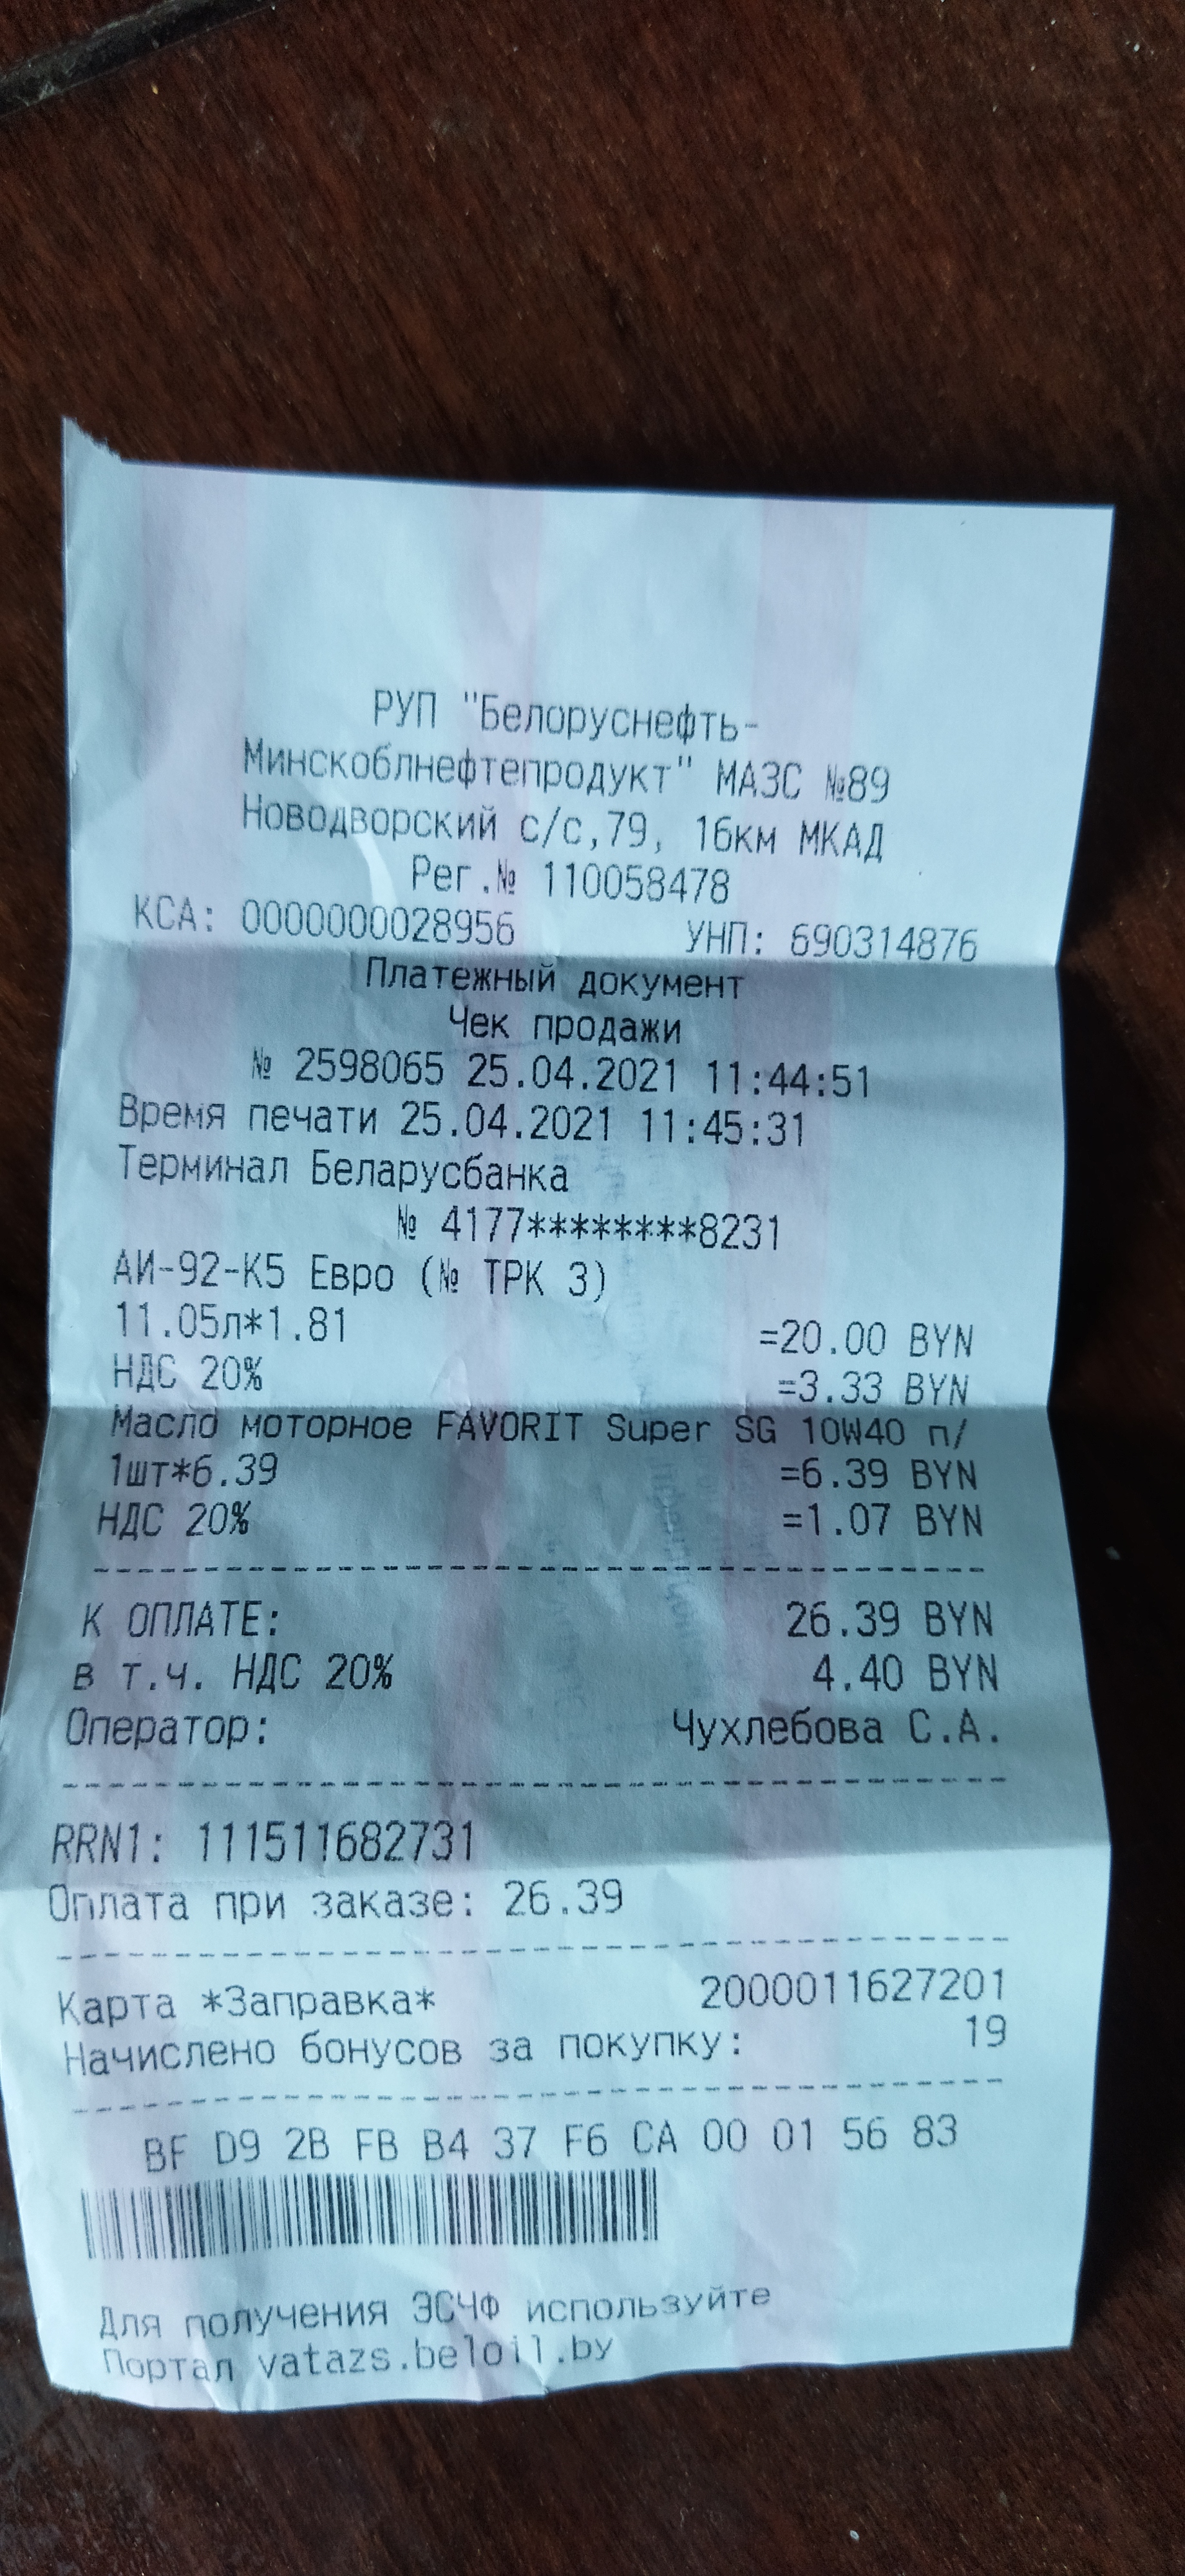 РУП "Белоруснефть-
Минскоблнефтепродукт" МАЗС №89
Новодворский с/с,79, 16км МКАД
Рег.№ 110058478
КСА: 0000000028956 УНП: 690314876
Платежный документ
Чек продажи
№ 2598065 25.04.2021 11:44:51
Время печати 25.04.2021 11:45:31
Терминал Беларусбанка
№ 4177********8231
АИ-92-К5 Евро (№ ТРК 3)
11.05л*1.81 =20.00 BYN
НДС 20% =3.33 BYN
Масло моторное FAVORIT Super SG 10W40 п/
1шт*6.39 =6.39 BYN
НДС 20% =1.07 BYN
К ОПЛАТЕ: 26.39 BYN
в т.ч. НДС 20% 4.40 BYN
Оператор: Чухлебова С.А.
RRN1: 111511682731
Оплата при заказе: 26.39
Карта *Заправка* 2000011627201
Начислено бонусов за покупку: 19
BF D9 2B FB B4 37 F6 CA 00 01 56 83
Для получения ЭСЧФ используйте
Портал vatazs.beloil.by